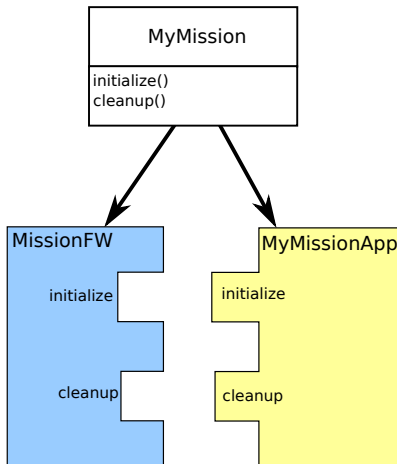 MyMission
initialize()
cleanup()
MissionFW
MyMissionApp
initialize
initialize
cleanup
cleanup